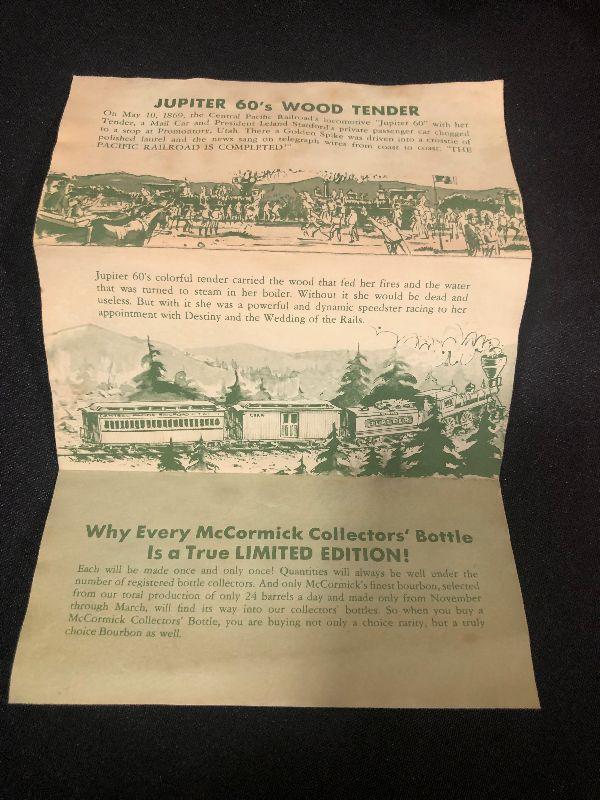 JUPITER 60's WOOD TENDER
On May 10, 1869, the Central Pacific Railroad's locomotive "Jupiter 60" with her
Tender, a Mail Car and President Leland Stanford's private passenger car chugged
to a stop at Promontory, Utah. There a Golden Spike was driven into a crosstie of
polished laurel and the news sang on telegraph wires from coast to coast: "THE
PACIFIC RAILROAD IS COMPLETED!"
Jupiter 60's colorful tender carried the wood that fed her fires and the water
that was turned to steam in her boiler. Without it she would be dead and
useless. But with it she was a powerful and dynamic speedster racing to her
appointment with Destiny and the Wedding of the Rails.
Why Every McCormick Collectors' Bottle
Is a True LIMITED EDITION!
Each will be made once and only once! Quantities will always be well under the
number of registered bottle collectors. And only McCormick's finest bourbon, selected
from our total production of only 24 barrels a day and made only from November
through March, will find its way into our collectors' bottles. So when you buy a
McCormick Collectors' Bottle, you are buying not only a choice rarity, but a truly
choice Bourbon as well.